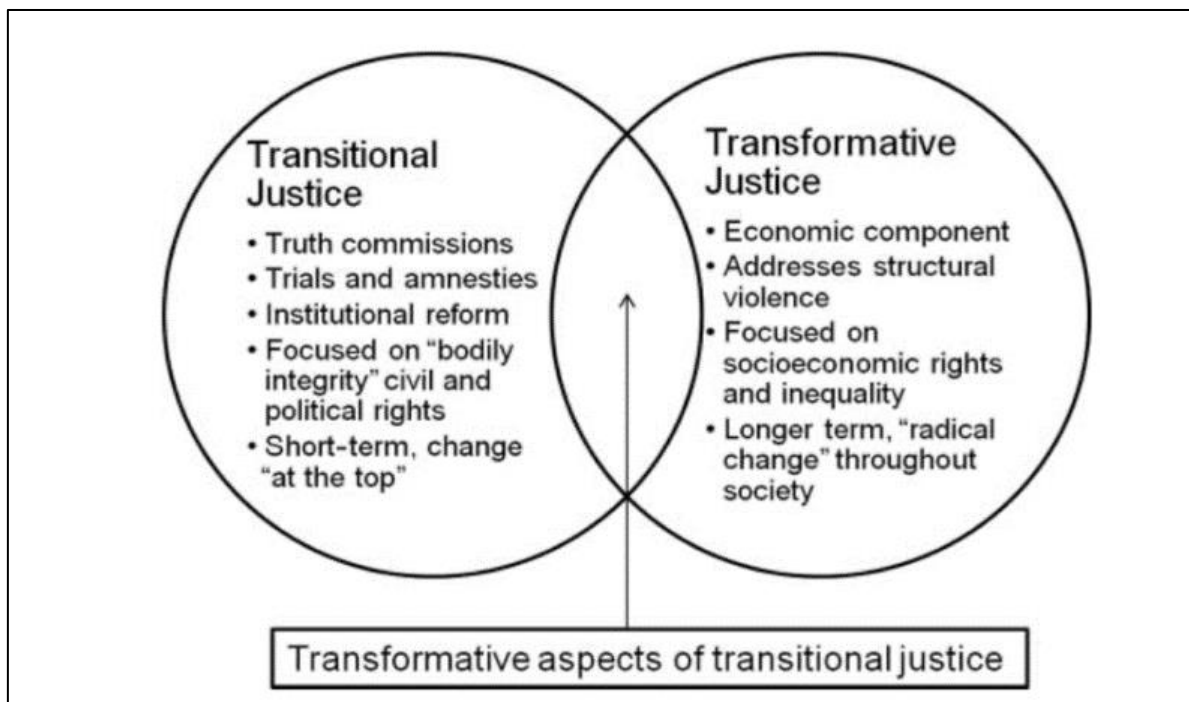 Transitional
Justice
• Truth commissions
• Trials and amnesties
• Institutional reform
• Focused on “bodily
integrity” civil and
political rights
• Short-term, change
“at the top”
Transformative
Justice
• Economic component
• Addresses structural
violence
• Focused on
socioeconomic rights
and inequality
• Longer term, “radical
change” throughout
society
Transformative aspects of transitional justice